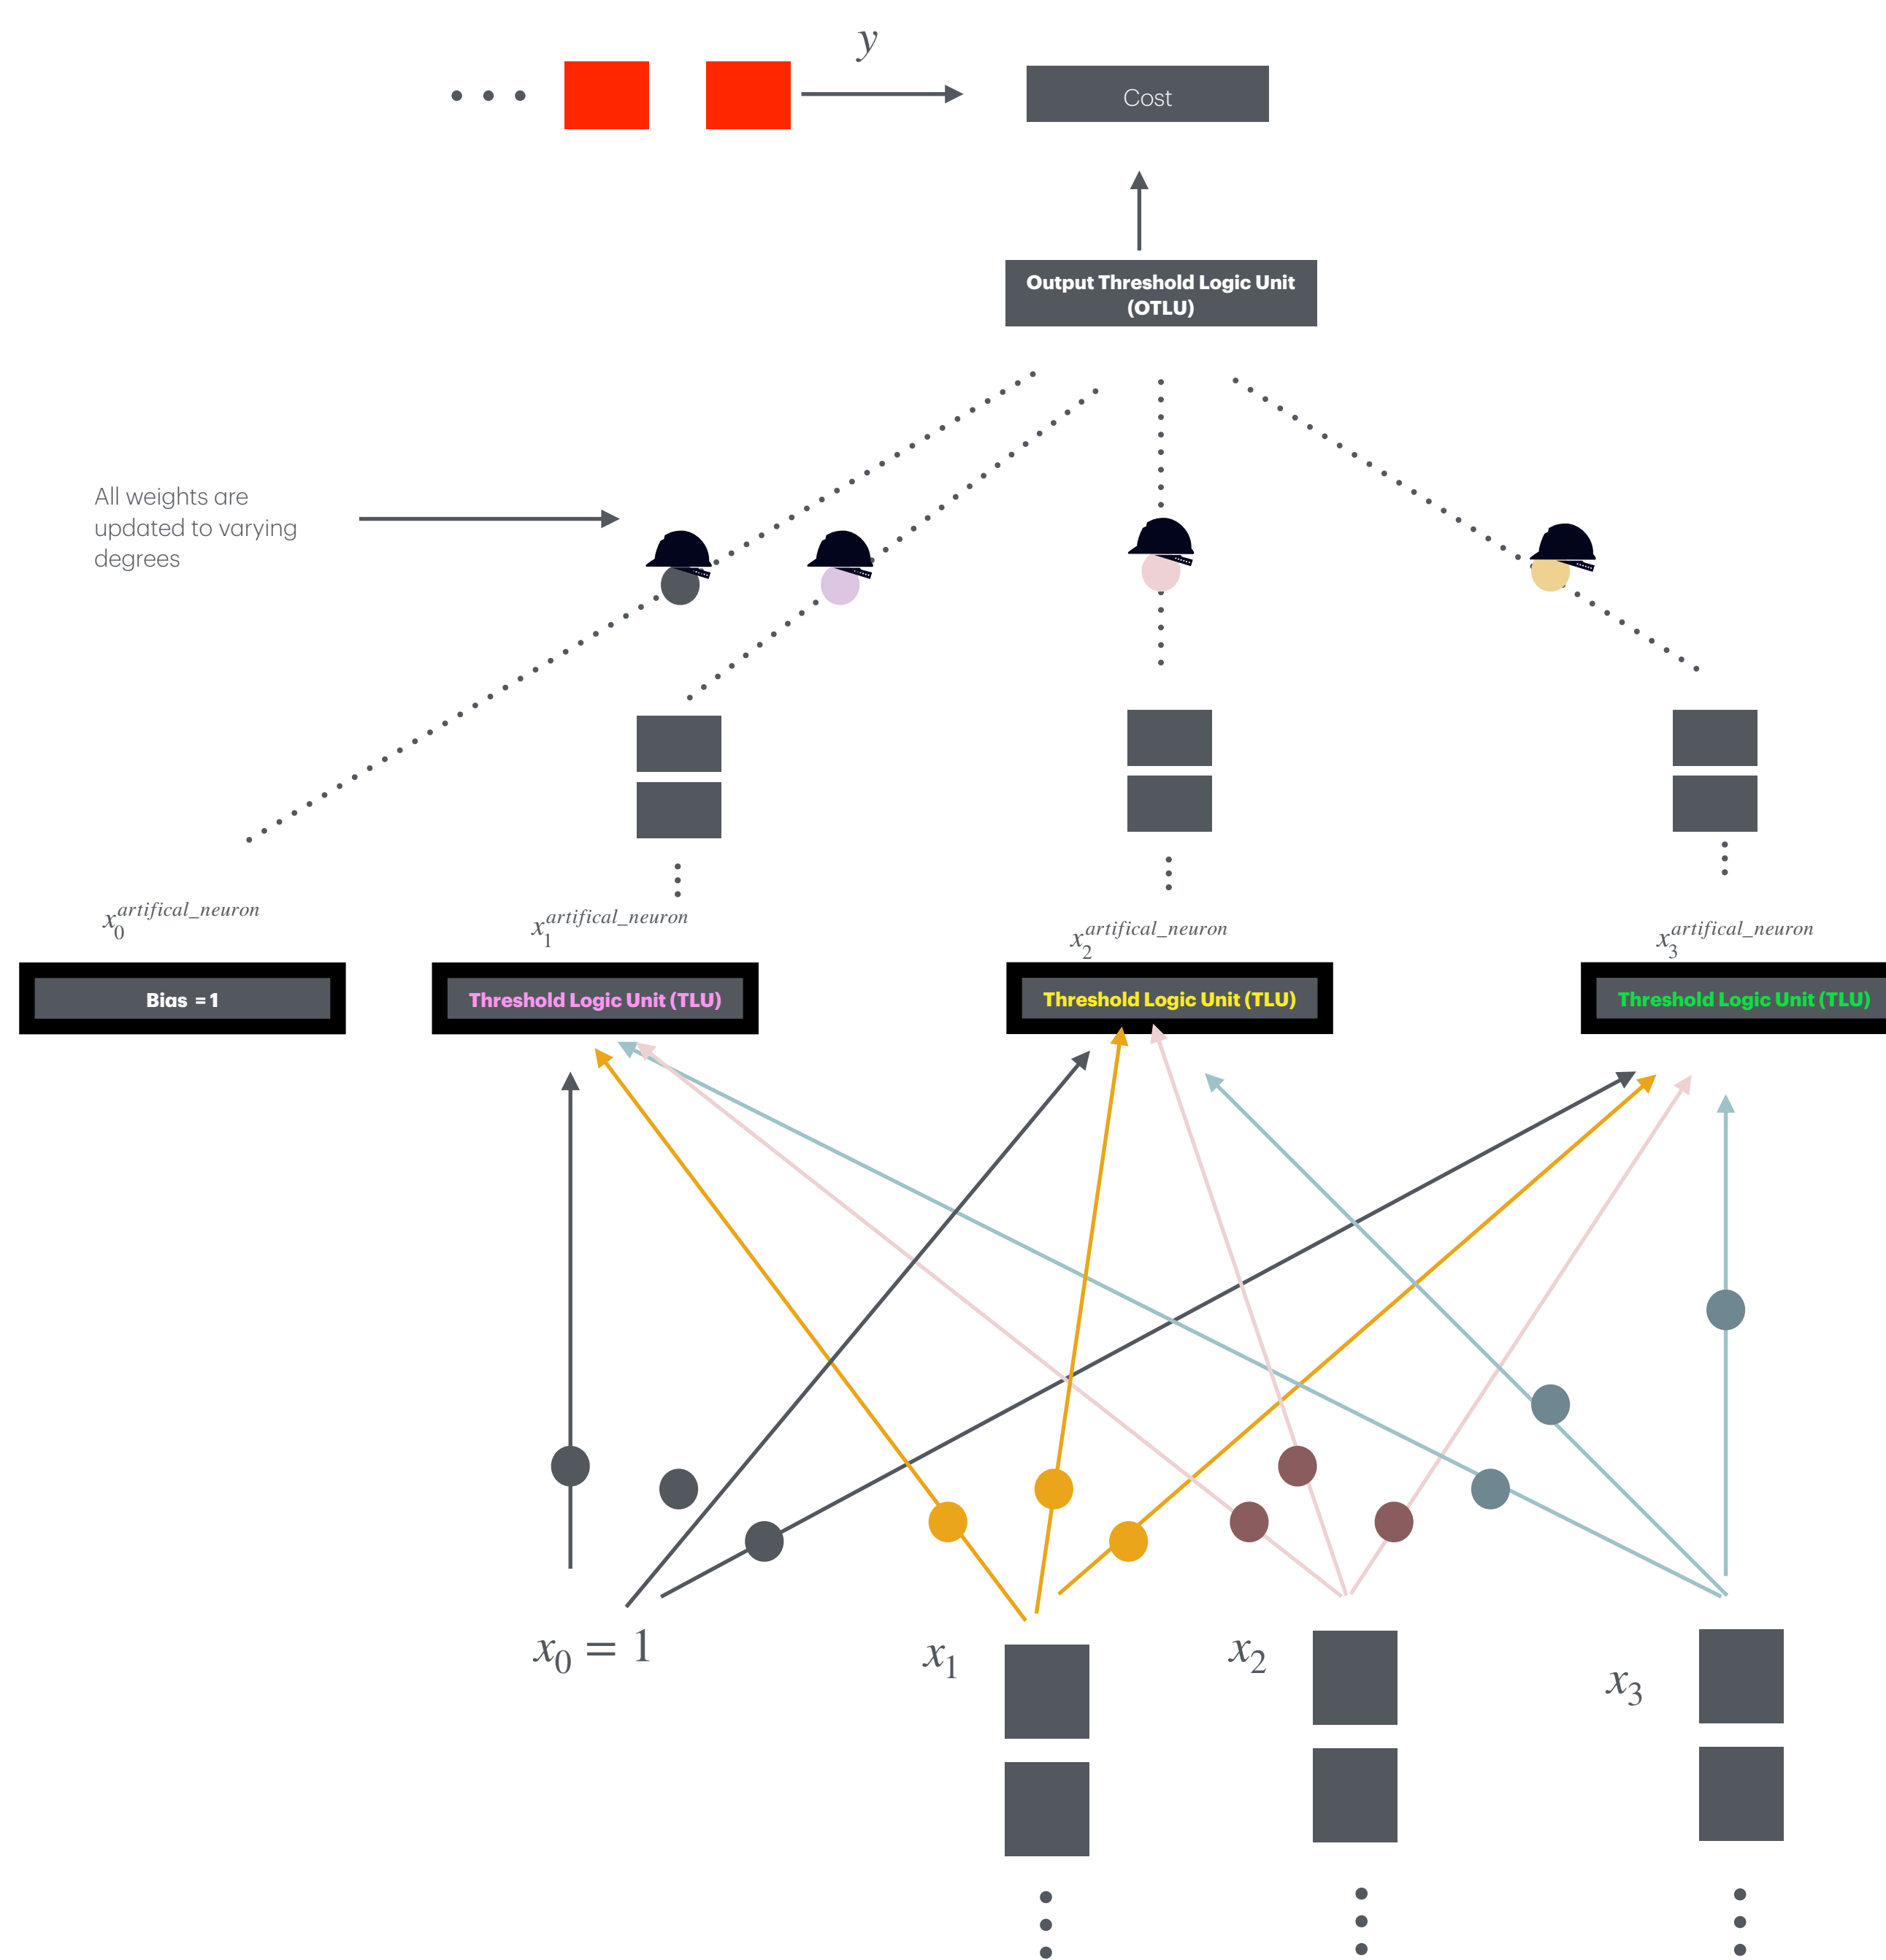 y
Cost
Output Threshold Logic Unit
(OTLU)
All weights are
updated to varying
degrees
x_0^{artifical_neuron}
x_1^{artifical_neuron}
x_2^{artifical_neuron}
x_3^{artifical_neuron}
Bias = 1
Threshold Logic Unit (TLU)
Threshold Logic Unit (TLU)
Threshold Logic Unit (TLU)
x_0 = 1
x_1
x_2
x_3